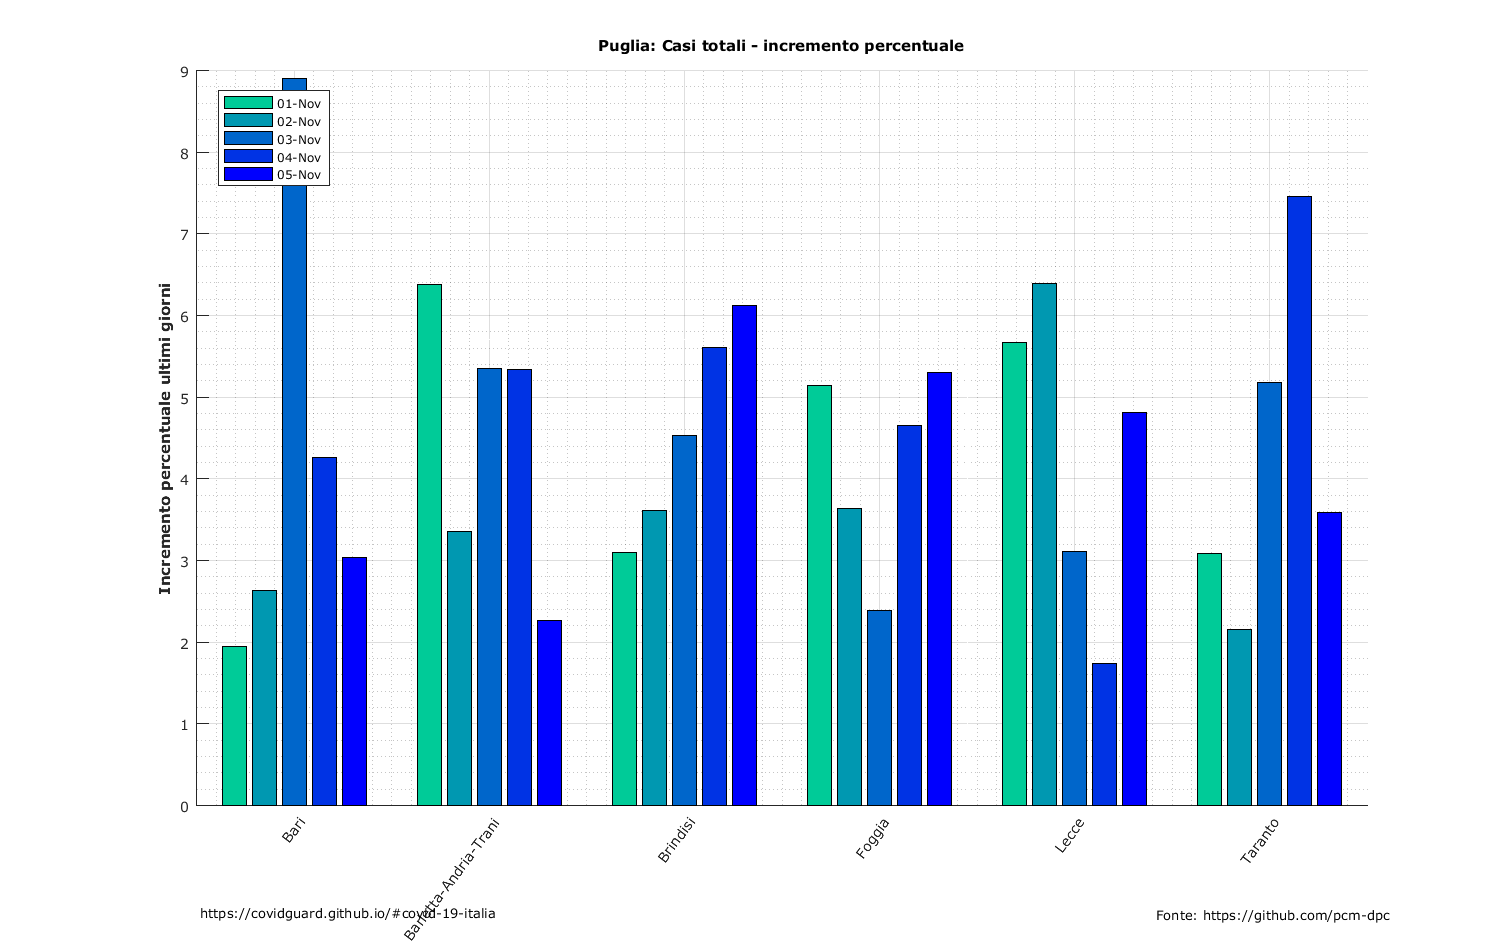 Puglia: Casi totali - incremento percentuale
Incremento percentuale ultimi giorni
9
8
7
6
5
4
3
2
1
0
01-Nov
02-Nov
03-Nov
04-Nov
05-Nov
Bari
Barletta-Andria-Trani
Brindisi
Foggia
Lecce
Taranto
https://covidguard.github.io/#covid-19-italia
Fonte: https://github.com/pcm-dpc